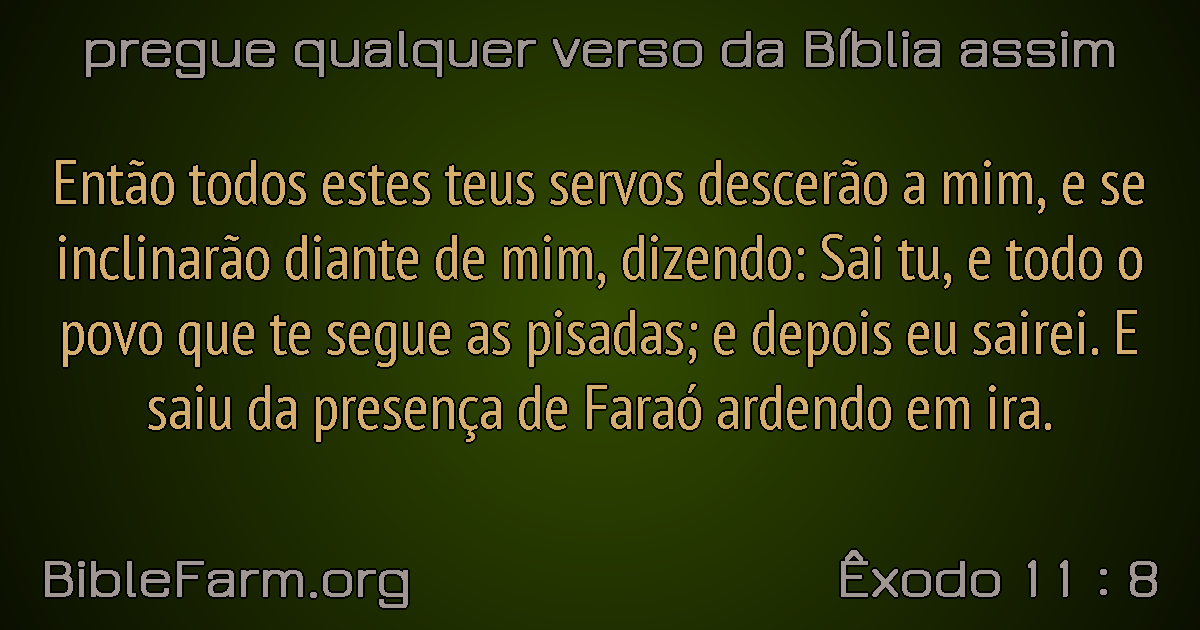 pregue qualquer verso da Bíblia assim
Então todos estes teus servos descerão a mim, e se
inclinarão diante de mim, dizendo: Sai tu, e todo o
povo que te segue as pisadas; e depois eu sairei. E
saiu da presença de Faraó ardendo em ira.
BibleFarm.org
Êxodo 11 : 8